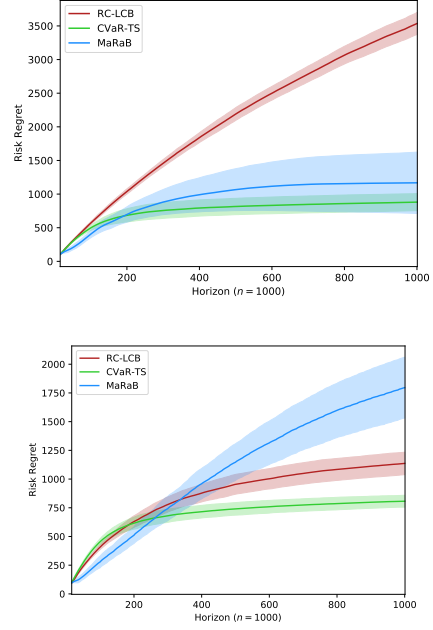 RC-LCB
CVaR-TS
MaRaB
3500
3000
2500
2000
1500
1000
500
0
Risk Regret
200 400 600 800 1000
Horizon (n = 1000)
RC-LCB
CVaR-TS
MaRaB
2000
1750
1500
1250
1000
750
500
250
0
Risk Regret
200 400 600 800 1000
Horizon (n = 1000)